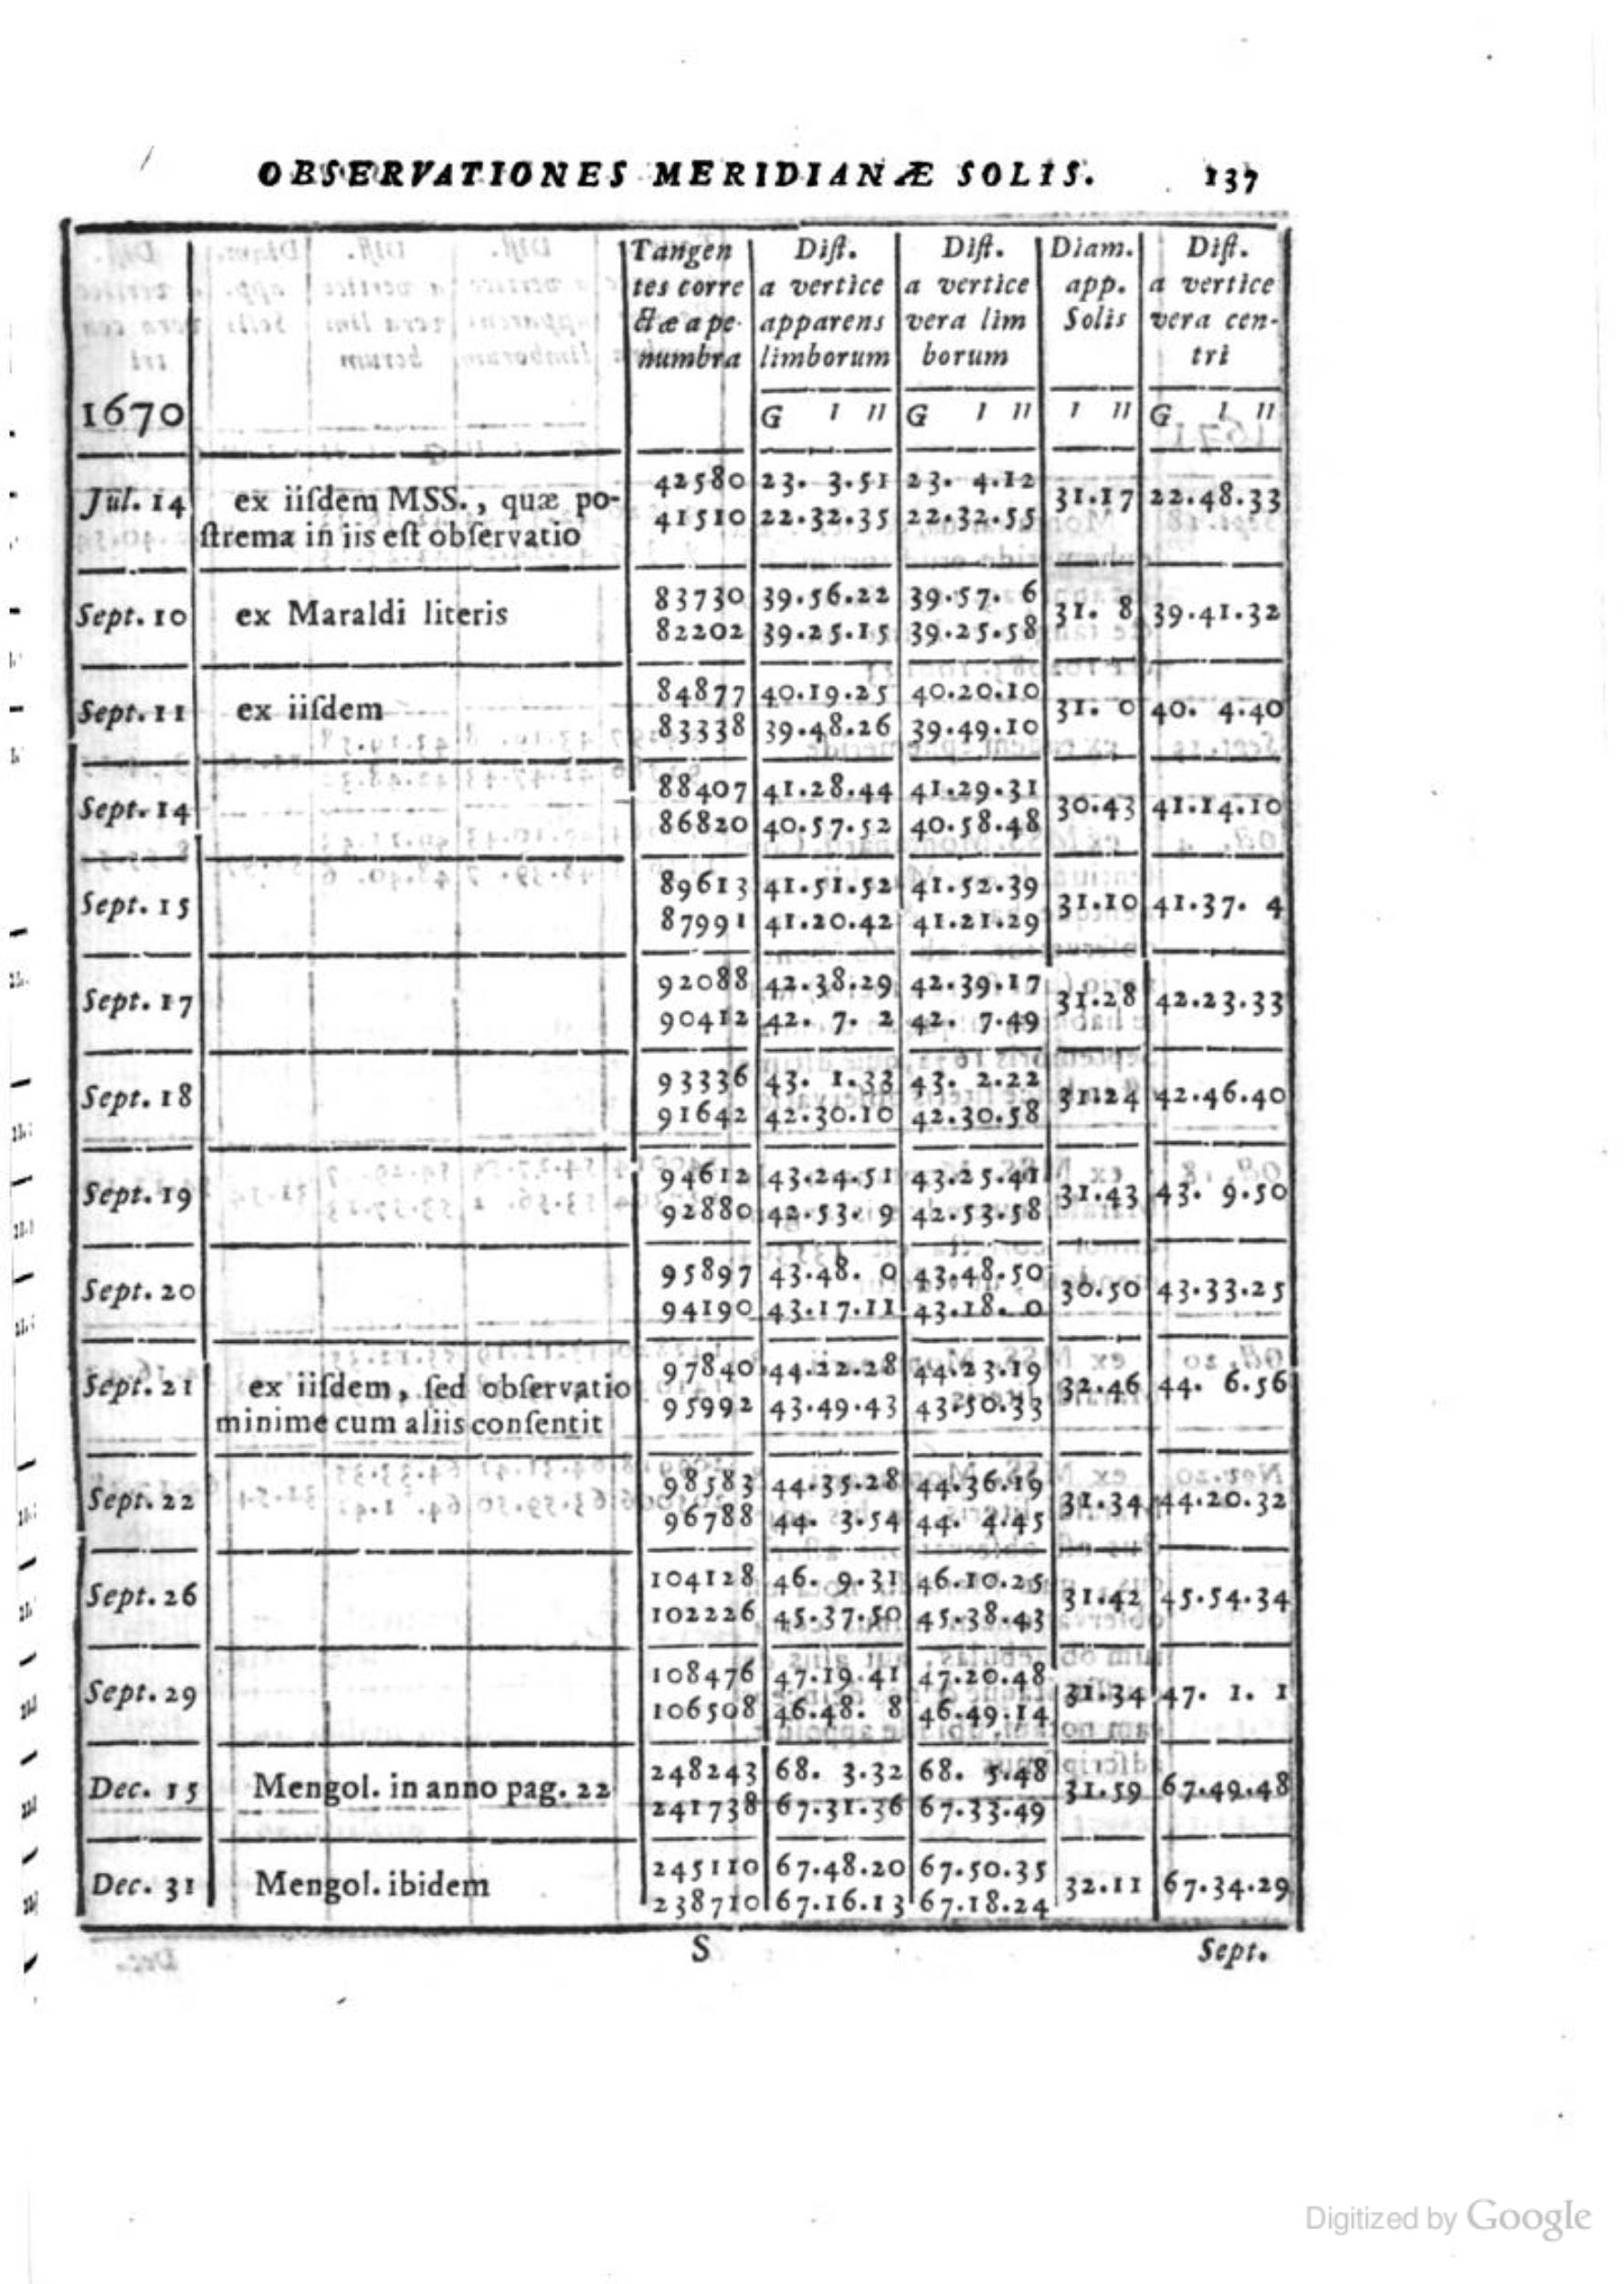 OBSERVATIONES MERIDIANÆ SOLIS. 137
1670
Tangen
tes corre
ctæ a pe-
numbra
Dist.
a vertice
apparens
limborum
G I II
Dist.
a vertice
vera lim
borum
G I II
Diam.
app.
Solis
I II
Dist.
a vertice
vera cen-
tri
G I II
Jul. 14 ex iisdem MSS., quæ po-
strema in iis est observatio
42580 23. 3.51 23. 4.12
41510 22.32.35 22.32.55
31.17 22.48.33
Sept. 10 ex Maraldi literis
83730 39.56.22 39.57. 6
82202 39.25.15 39.25.58
31. 8 39.41.32
Sept. 11 ex iisdem
84877 40.19.25 40.20.10
83338 39.48.26 39.49.10
31. 0 40. 4.40
Sept. 14
88407 41.28.44 41.29.31
86820 40.57.52 40.58.48
30.43 41.14.10
Sept. 15
89613 41.51.52 41.52.39
87991 41.20.42 41.21.29
31.10 41.37. 4
Sept. 17
92088 42.38.29 42.39.17
90412 42. 7. 2 42. 7.49
31.28 42.23.33
Sept. 18
93336 43. 1.33 43. 2.22
91642 42.30.10 42.30.58
31.24 42.46.40
Sept. 19
94612 43.24.51 43.25.41
92880 42.53. 9 42.53.58
31.43 43. 9.50
Sept. 20
95897 43.48. 0 43.48.50
94190 43.17.11 43.18. 0
30.50 43.33.25
Sept. 21 ex iisdem, sed observatio
minime cum aliis consentit
97840 44.22.28 44.23.19
95992 43.49.43 43.50.33
32.46 44. 6.56
Sept. 22
98583 44.35.28 44.36.19
96788 44. 3.54 44. 4.45
31.34 44.20.32
Sept. 26
104128 46. 9.31 46.10.25
102226 45.37.50 45.38.43
31.42 45.54.34
Sept. 29
108476 47.19.41 47.20.48
106508 46.48. 8 46.49.14
31.34 47. 1. 1
Dec. 15 Mengol. in anno pag. 22
248243 68. 3.32 68. 5.48
241738 67.31.36 67.33.49
31.59 67.49.48
Dec. 31 Mengol. ibidem
245110 67.48.20 67.50.35
238710 67.16.13 67.18.24
32.11 67.34.29
S Sept.
Digitized by Google